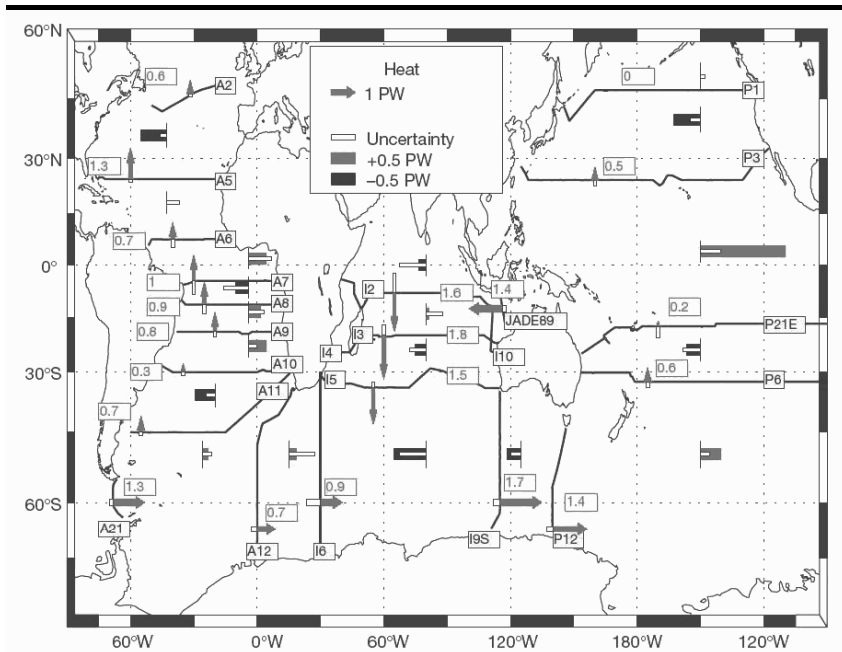 60°N
Heat
1 PW
Uncertainty
+0.5 PW
−0.5 PW
0.6
A2
0
P1
30°N
1.3
A5
P3
0.5
0.7
A6
0°
1
A7
I2
1.6
1.4
0.9
A8
JADE89
0.2
0.8
A9
I3
1.8
P21E
I4
I10
0.3
A10
30°S
I5
1.5
0.6
P6
A11
0.7
60°S
1.3
0.9
1.7
1.4
0.7
A21
A12
I6
I9S
P12
60°W
0°W
60°W
120°W
180°W
120°W